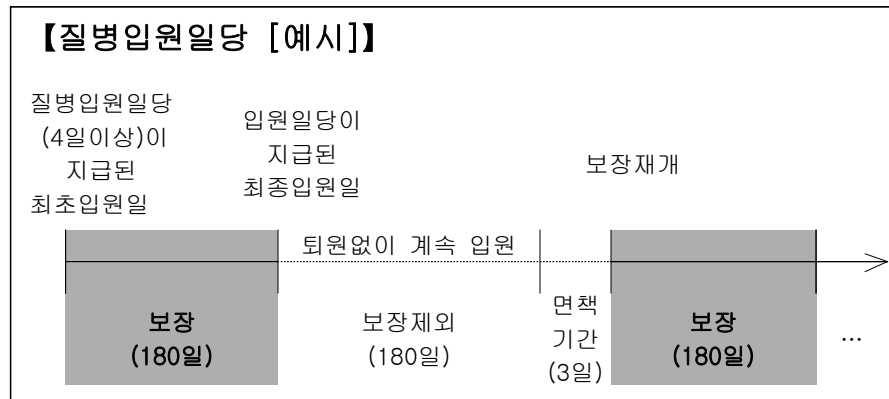 【질병입원일당 [예시]】
질병입원일당
(4일이상)이
지급된
최초입원일
입원일당이
지급된
최종입원일
보장재개
퇴원없이 계속 입원
보장
(180일)
보장제외
(180일)
면책
기간
(3일)
보장
(180일)
…